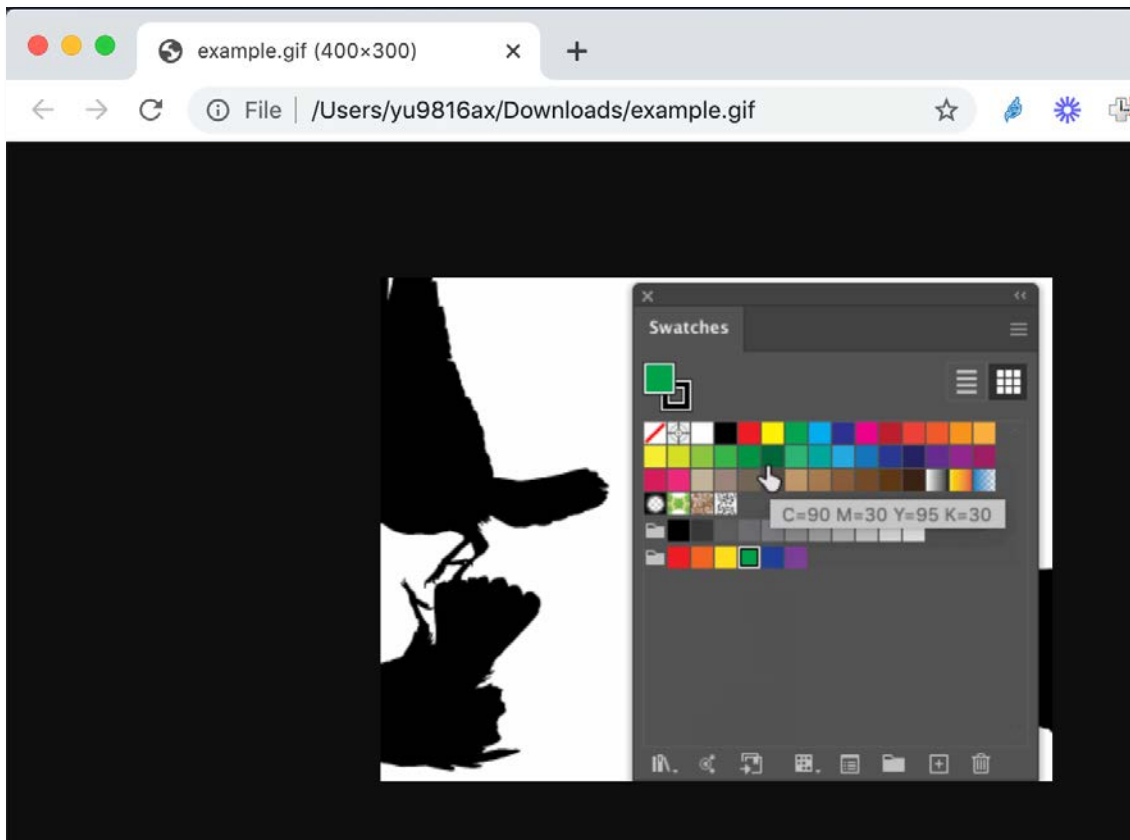 example.gif (400×300)
File /Users/yu9816ax/Downloads/example.gif
Swatches
C=90 M=30 Y=95 K=30